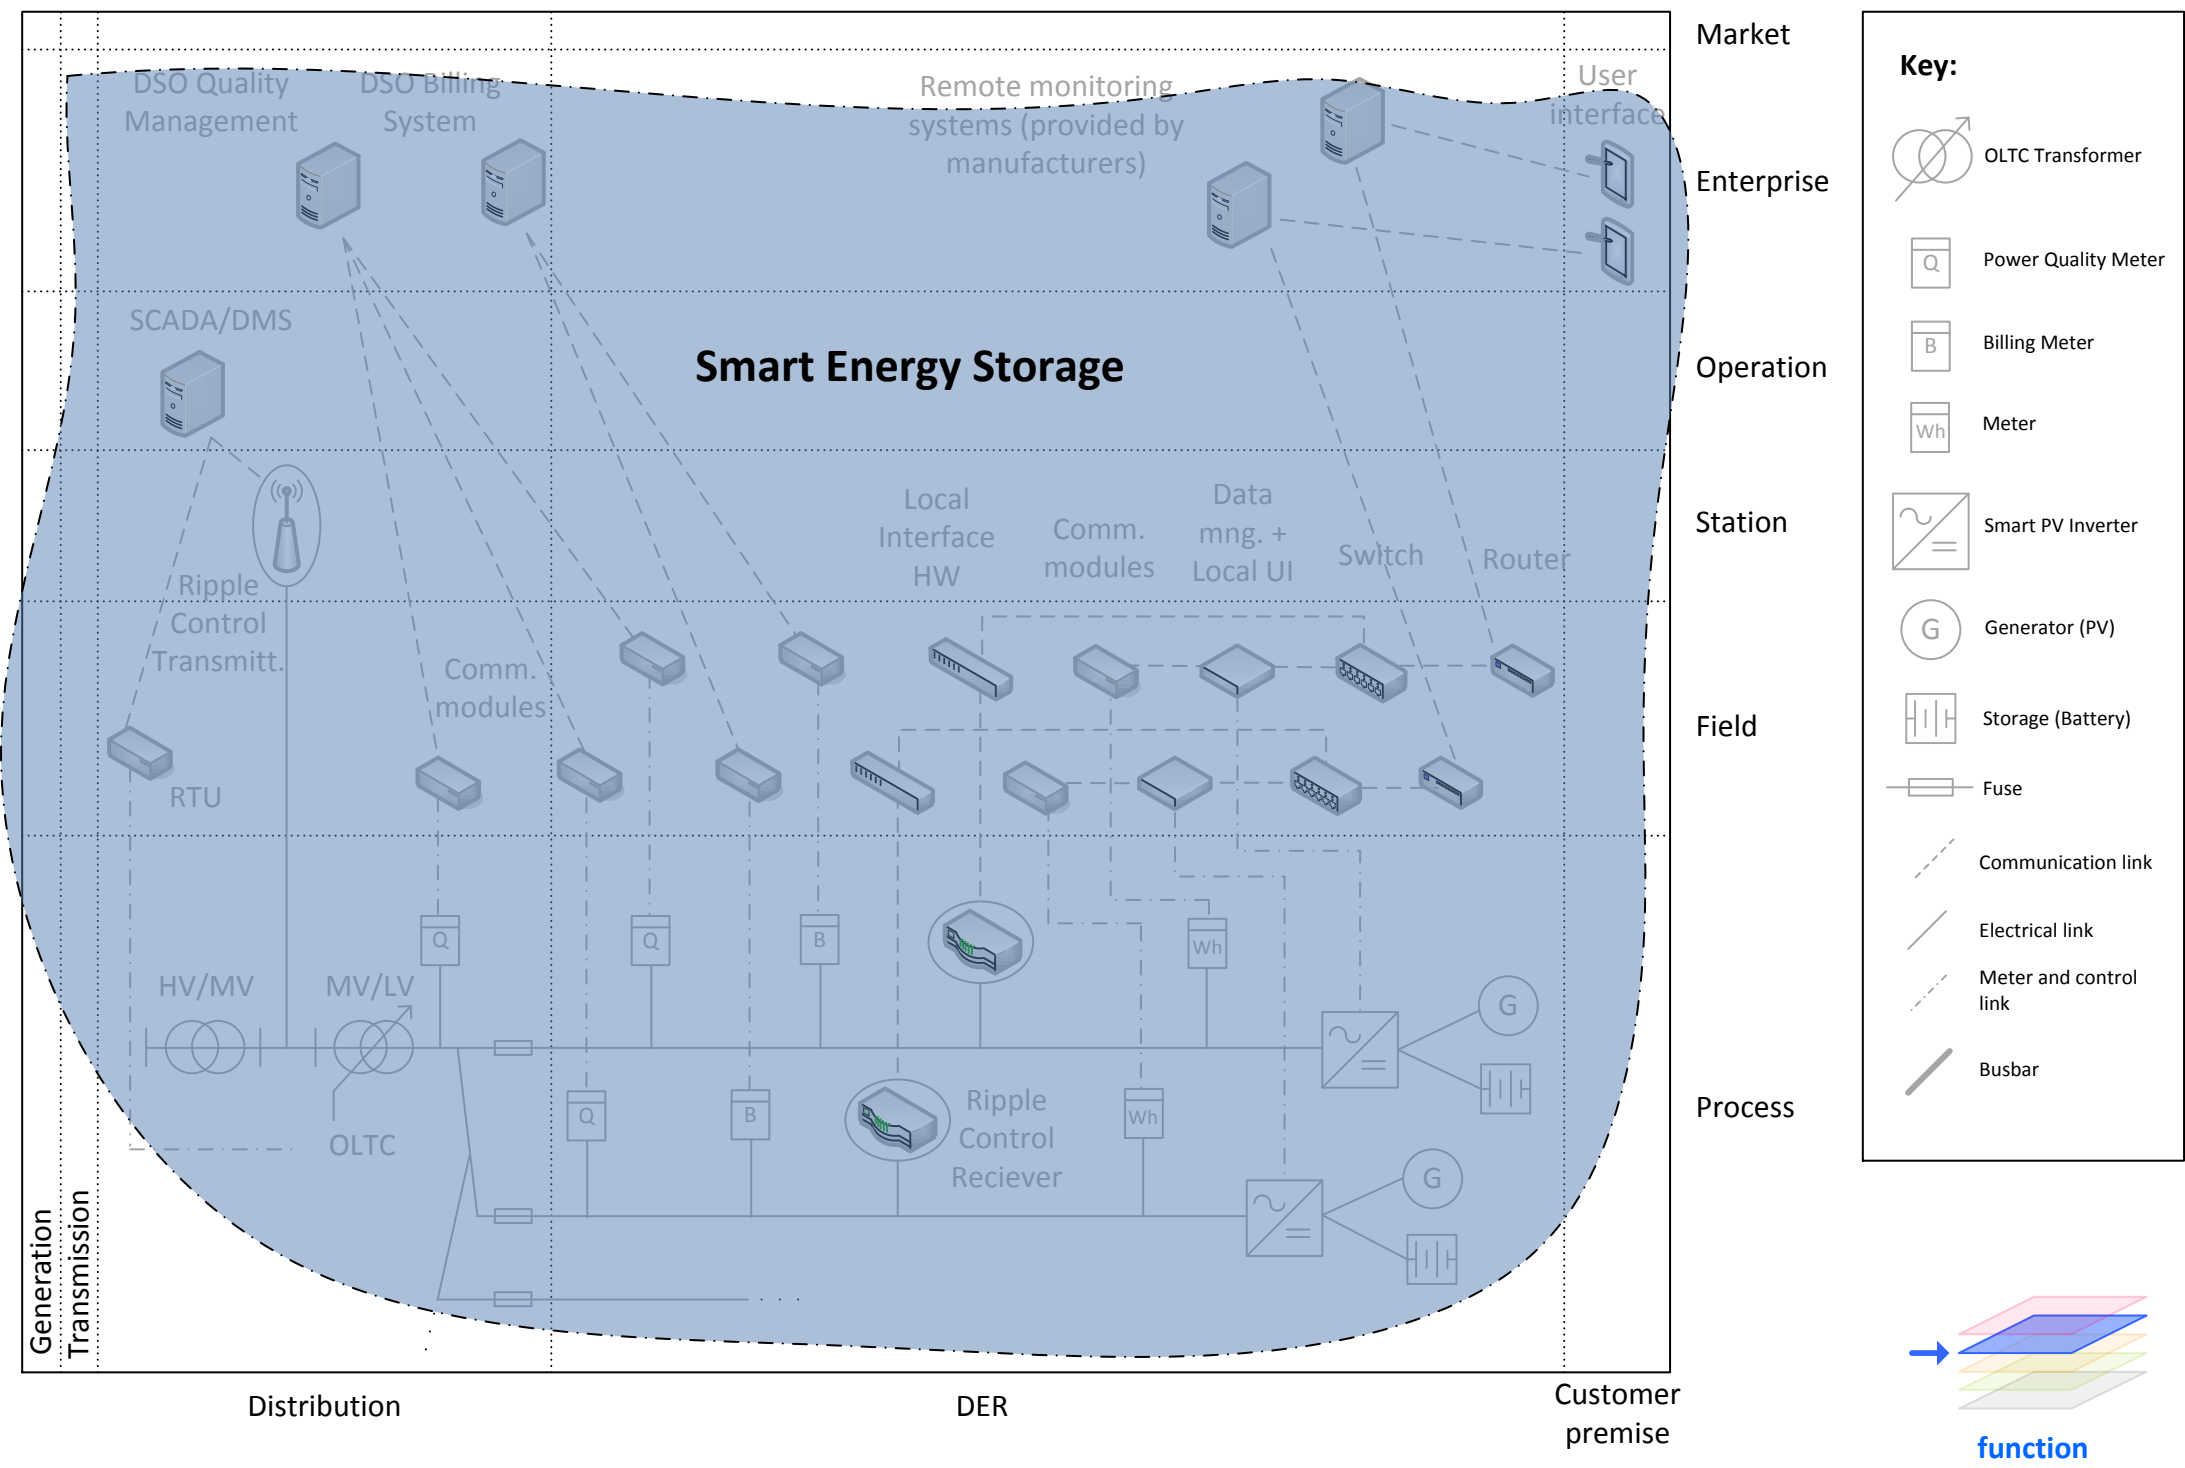 Market
DSO Quality
Management
DSO Billing
System
Remote monitoring
systems (provided by
manufacturers)
User
interface
Enterprise
SCADA/DMS
Smart Energy Storage
Operation
Local
Interface
HW
Comm.
modules
Data
mng. +
Local UI
Switch
Router
Station
Ripple
Control
Transmitt.
Comm.
modules
RTU
Field
Q
Q
B
Wh
HV/MV
MV/LV
G
OLTC
Q
B
Ripple
Control
Reciever
Wh
G
Process
Generation
Transmission
Distribution
DER
Customer
premise
Key:
OLTC Transformer
Q
Power Quality Meter
B
Billing Meter
Wh
Meter
Smart PV Inverter
G
Generator (PV)
Storage (Battery)
Fuse
Communication link
Electrical link
Meter and control
link
Busbar
function